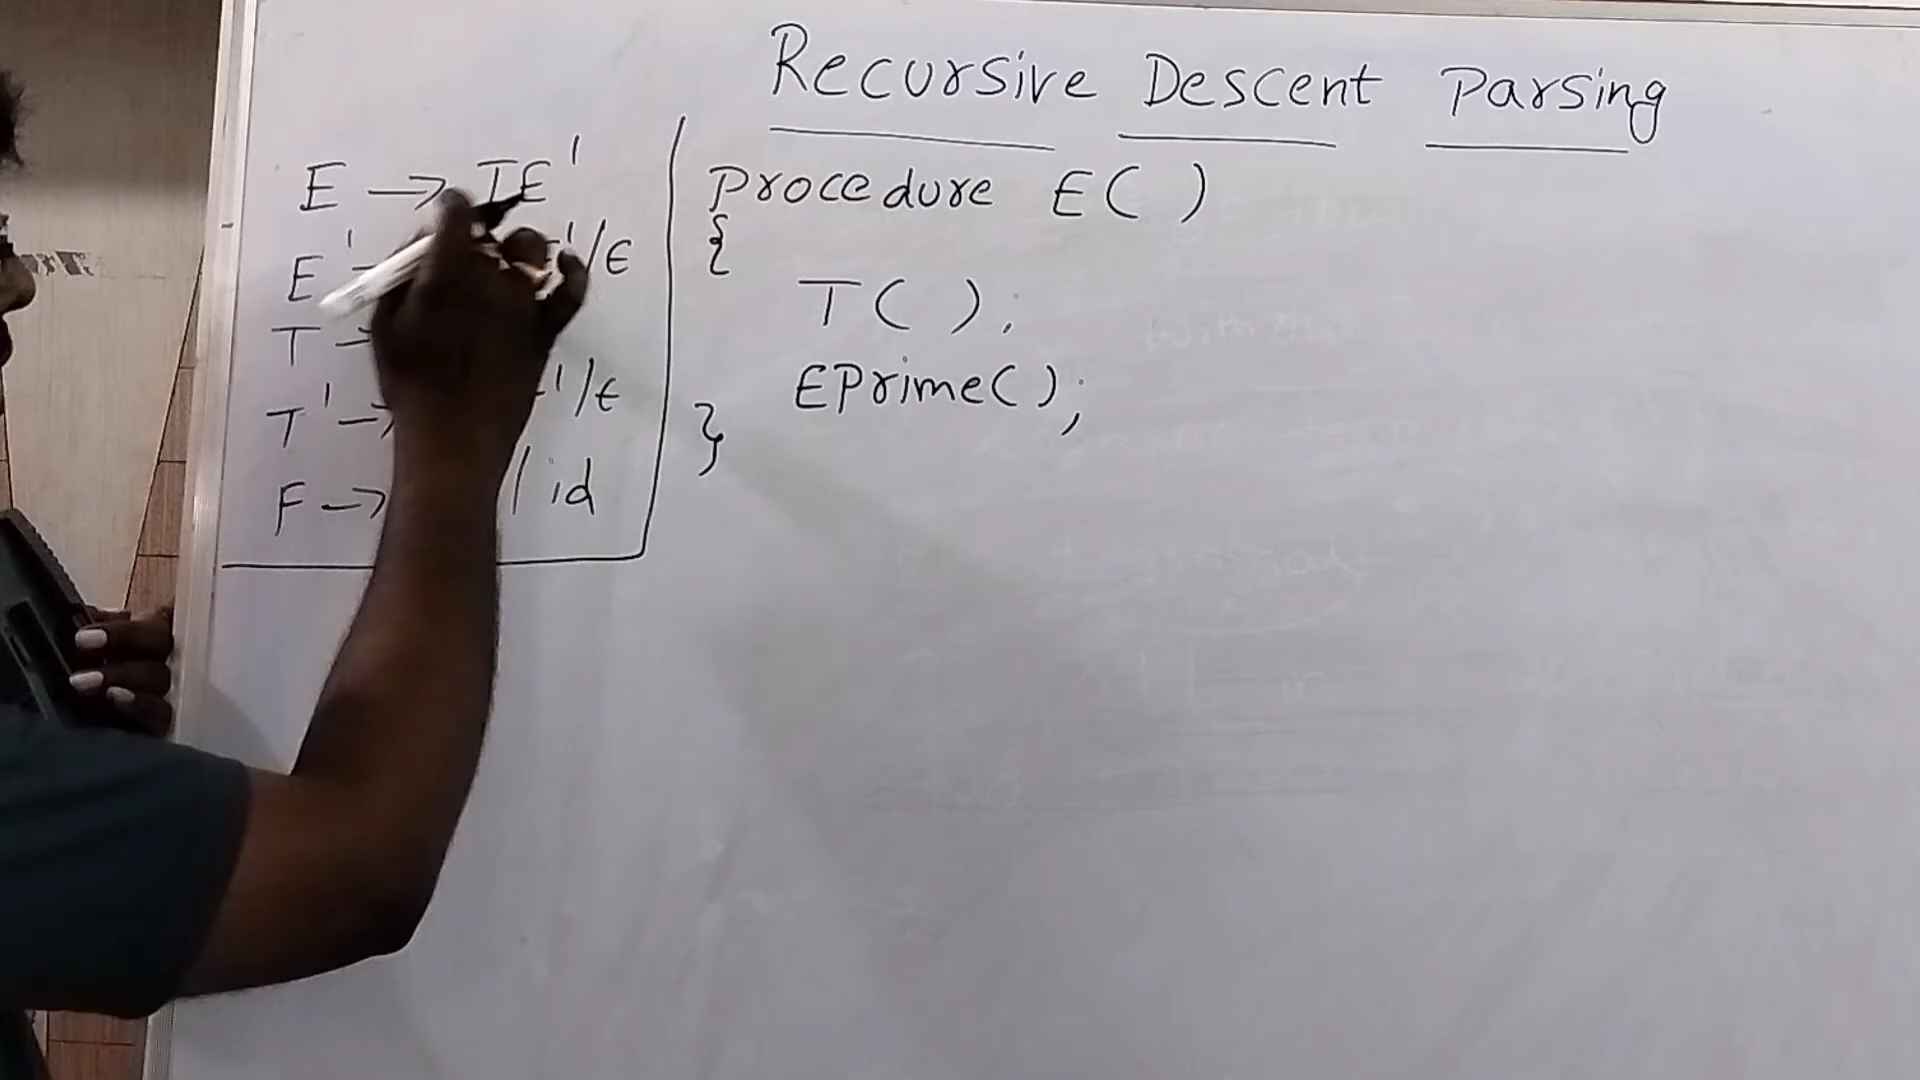 Recursive Descent Parsing
E → TE'
E' '/ε
T →
T' → '/ε
F → / id
Procedure E( )
{
T( );
EPrime( );
}